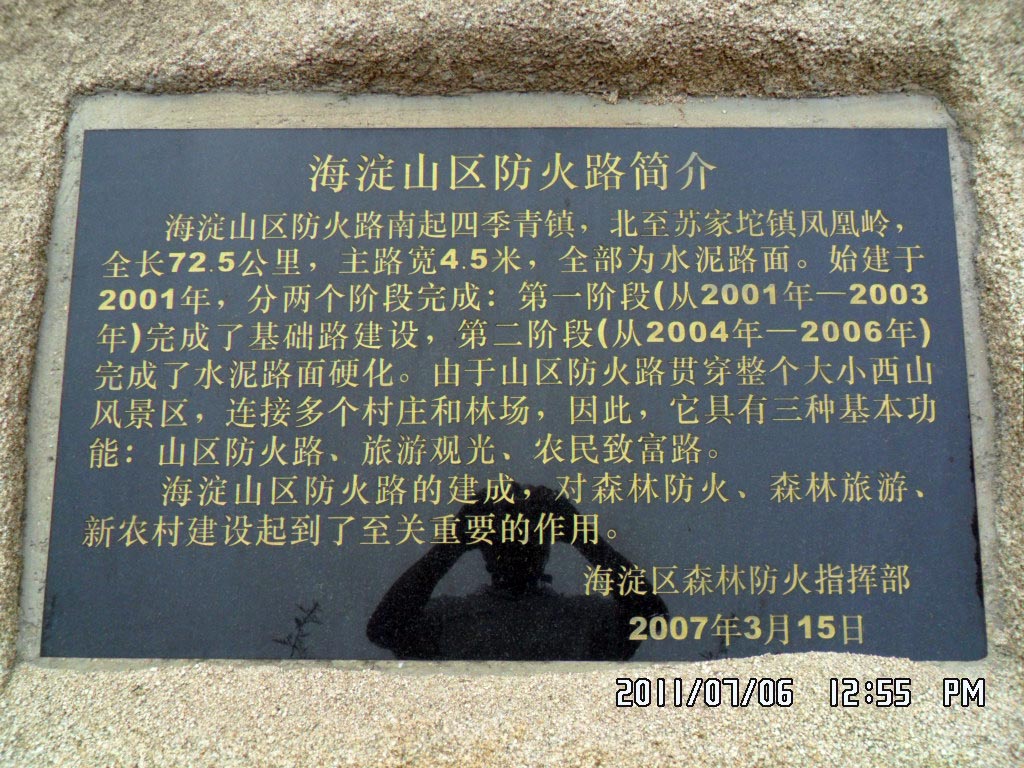 海淀山区防火路简介
海淀山区防火路南起四季青镇，北至苏家坨镇凤凰岭，
全长72.5公里，主路宽4.5米，全部为水泥路面。始建于
2001年，分两个阶段完成：第一阶段(从2001年—2003
年)完成了基础路建设，第二阶段(从2004年—2006年)
完成了水泥路面硬化。由于山区防火路贯穿整个大小西山
风景区，连接多个村庄和林场，因此，它具有三种基本功
能：山区防火路、旅游观光、农民致富路。
海淀山区防火路的建成，对森林防火、森林旅游、
新农村建设起到了至关重要的作用。
海淀区森林防火指挥部
2007年3月15日
2011/07/06 12:55 PM